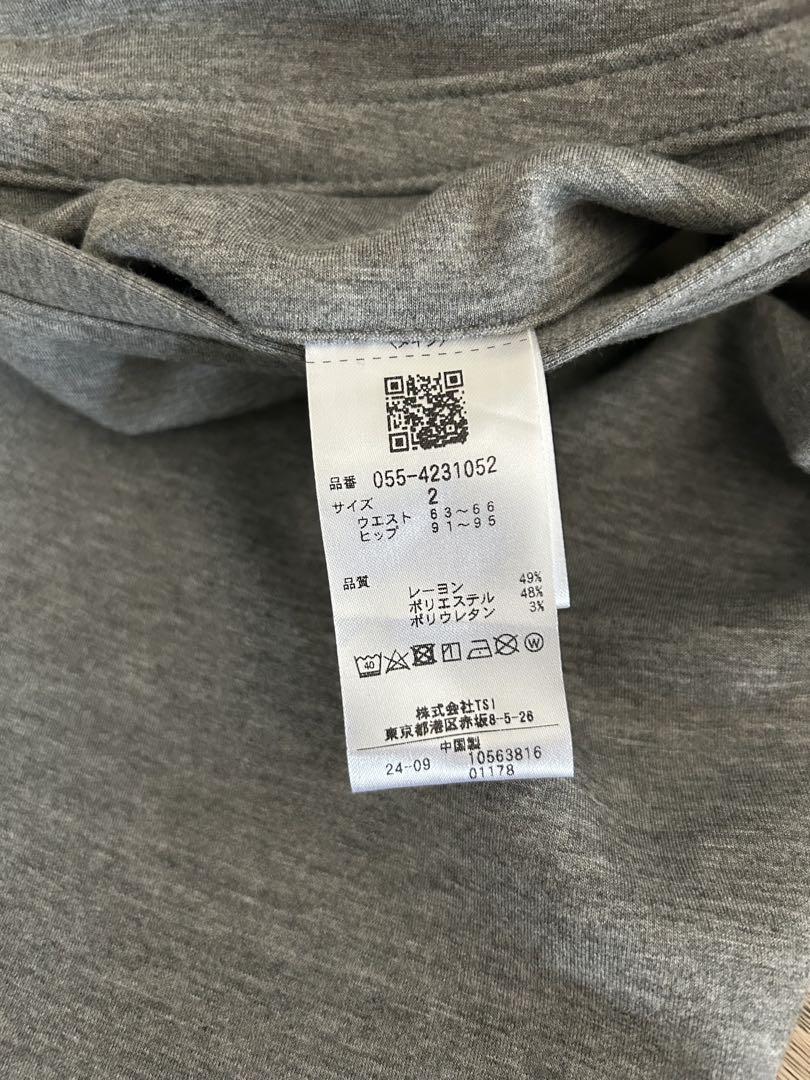 品番 055-4231052
サイズ 2
ウエスト 63～66
ヒップ 91～95
品質
レーヨン 49%
ポリエステル 48%
ポリウレタン 3%
40
W
株式会社TSI
東京都港区赤坂8-5-26
中国製
24-09 10563816
01178